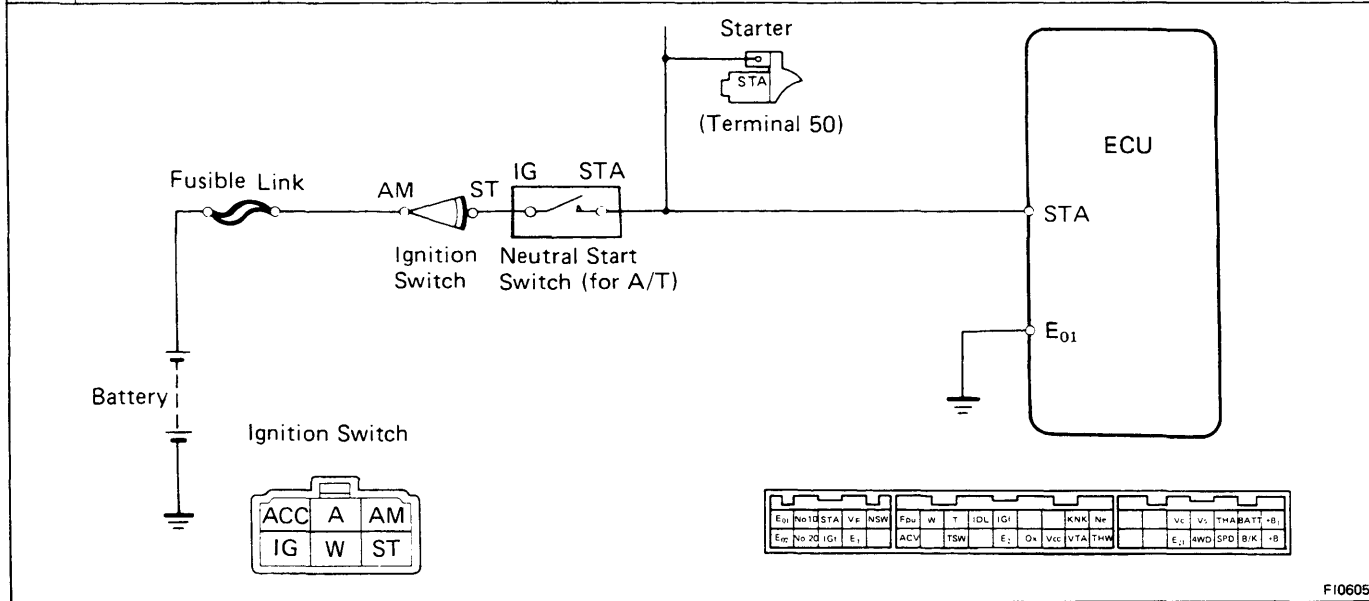 Starter
STA
(Terminal 50)
ECU
Fusible Link
AM
ST
IG STA
STA
Ignition Switch
Neutral Start Switch (for A/T)
E01
Battery
Ignition Switch
ACC A AM
IG W ST
E01 No10 STA VF NSW
Fpu W T IDL IGf KNK Ne
Vc Vs THA BATT +B1
E02 No 20 IGt E1
ACV TSW E2 Ox Vcc VTA THW
E21 4WD SPD B/K +B
FI0605